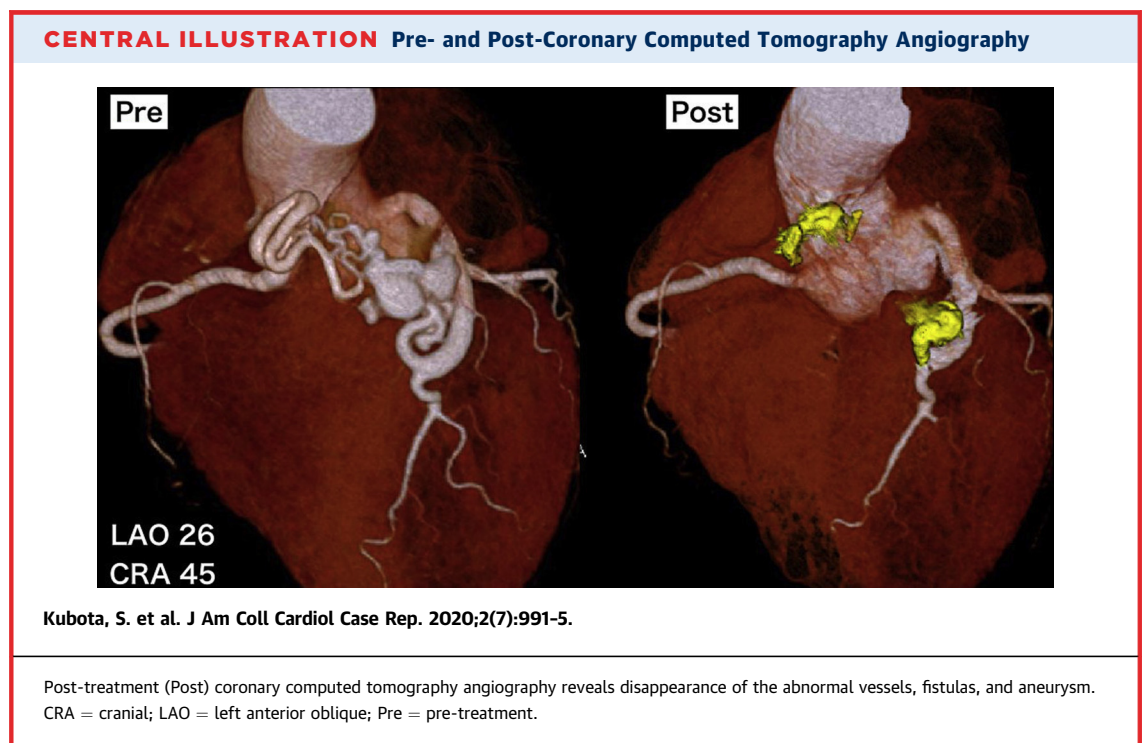 CENTRAL ILLUSTRATION Pre- and Post-Coronary Computed Tomography Angiography
Pre
Post
LAO 26
CRA 45
Kubota, S. et al. J Am Coll Cardiol Case Rep. 2020;2(7):991–5.
Post-treatment (Post) coronary computed tomography angiography reveals disappearance of the abnormal vessels, fistulas, and aneurysm.
CRA = cranial; LAO = left anterior oblique; Pre = pre-treatment.